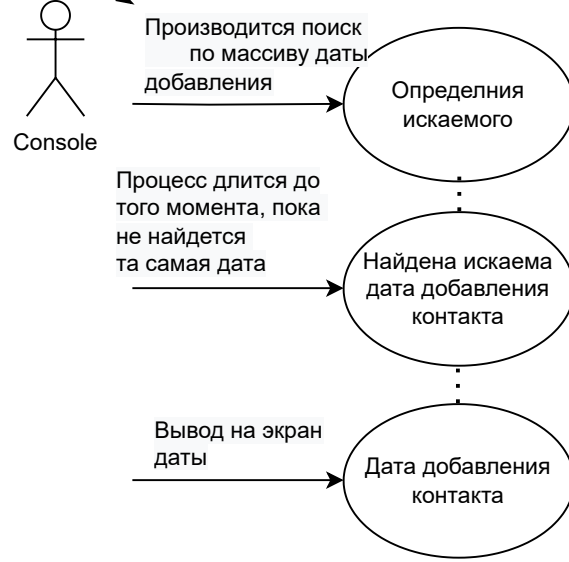 Производится поиск
по массиву даты
добавления
Определния
искаемого
Console
Процесс длится до
того момента, пока
не найдется
та самая дата
Найдена искаема
дата добавления
контакта
Вывод на экран
даты
Дата добавления
контакта